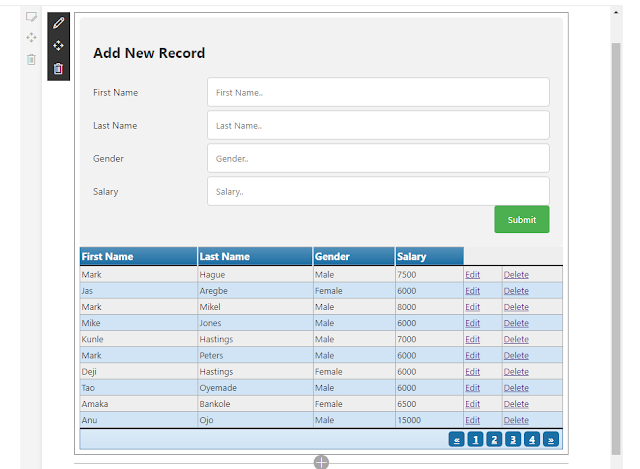 Add New Record
First Name First Name..
Last Name Last Name..
Gender Gender..
Salary Salary..
Submit
First Name Last Name Gender Salary
Mark Hague Male 7500 Edit Delete
Jas Aregbe Female 6000 Edit Delete
Mark Mikel Male 8000 Edit Delete
Mike Jones Male 6000 Edit Delete
Kunle Hastings Male 7000 Edit Delete
Mark Peters Male 6000 Edit Delete
Deji Hastings Female 6000 Edit Delete
Tao Oyemade Male 6000 Edit Delete
Amaka Bankole Female 6500 Edit Delete
Anu Ojo Male 15000 Edit Delete
« 1 2 3 4 »